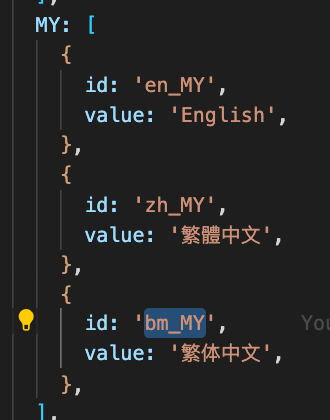 ],
MY: [
{
id: 'en_MY',
value: 'English',
},
{
id: 'zh_MY',
value: '繁體中文',
},
{
id: 'bm_MY', You
value: '繁体中文',
},
],